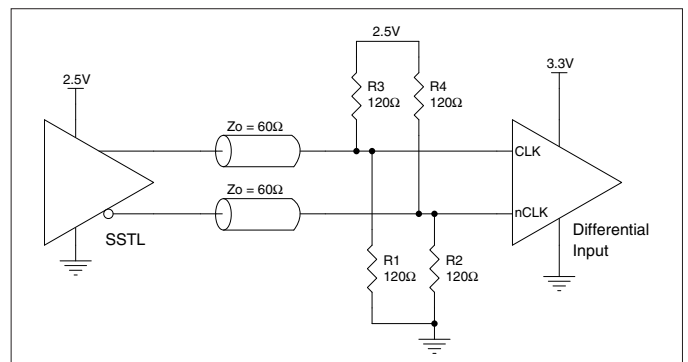 2.5V
2.5V
3.3V
R3
120Ω
R4
120Ω
Zo = 60Ω
CLK
Zo = 60Ω
nCLK
SSTL
Differential
Input
R1
120Ω
R2
120Ω